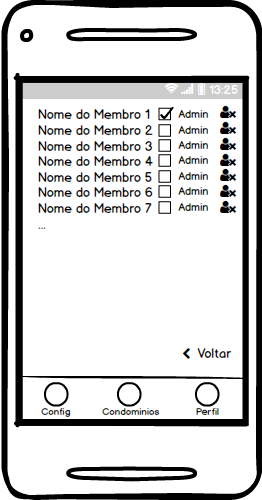 13:25
Nome do Membro 1 Admin
Nome do Membro 2 Admin
Nome do Membro 3 Admin
Nome do Membro 4 Admin
Nome do Membro 5 Admin
Nome do Membro 6 Admin
Nome do Membro 7 Admin
...
Voltar
Config Condominios Perfil